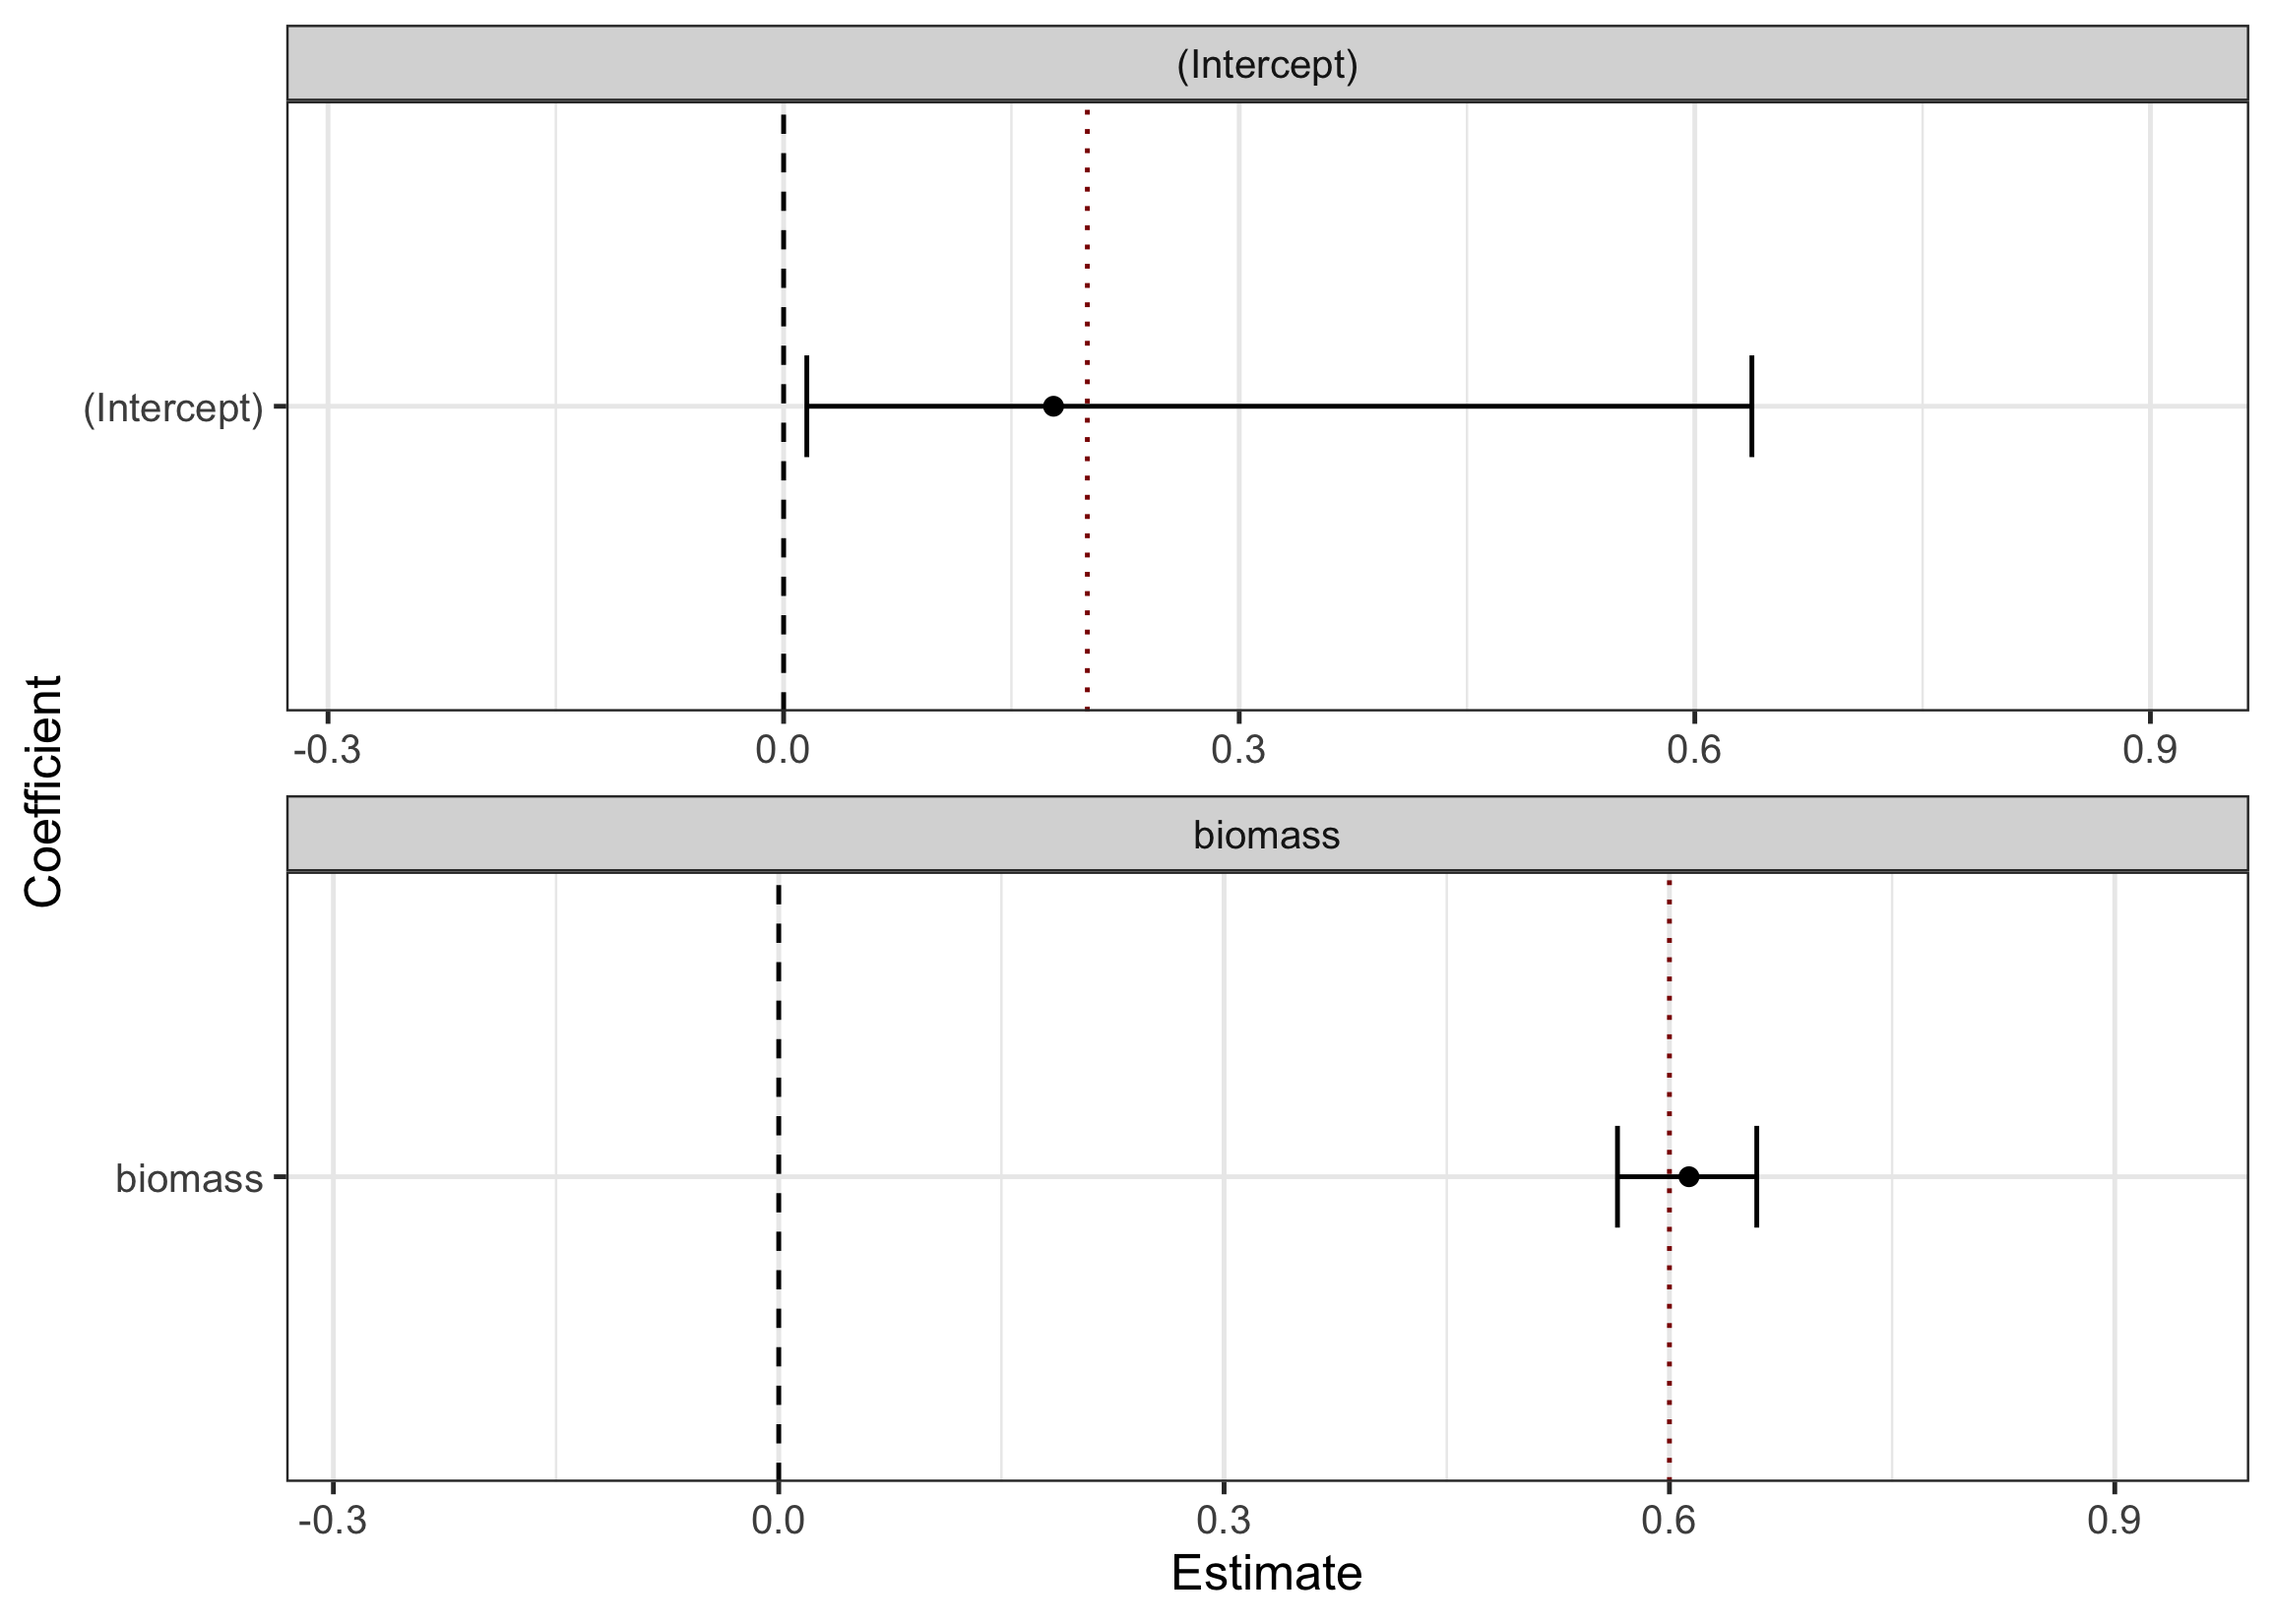 (Intercept)
(Intercept)
-0.3 0.0 0.3 0.6 0.9
Coefficient
biomass
biomass
-0.3 0.0 0.3 0.6 0.9
Estimate